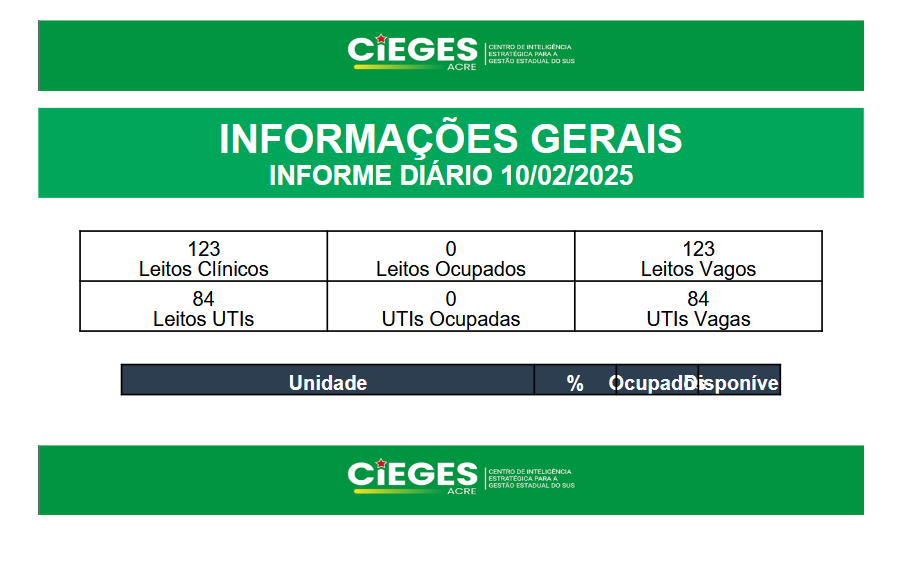 CiEGES
ACRE
CENTRO DE INTELIGÊNCIA
ESTRATÉGICA PARA A
GESTÃO ESTADUAL DO SUS
INFORMAÇÕES GERAIS
INFORME DIÁRIO 10/02/2025
123 0 123
Leitos Clínicos Leitos Ocupados Leitos Vagos
84 0 84
Leitos UTIs UTIs Ocupadas UTIs Vagas
Unidade % Ocupados Disponíve
CiEGES
ACRE
CENTRO DE INTELIGÊNCIA
ESTRATÉGICA PARA A
GESTÃO ESTADUAL DO SUS